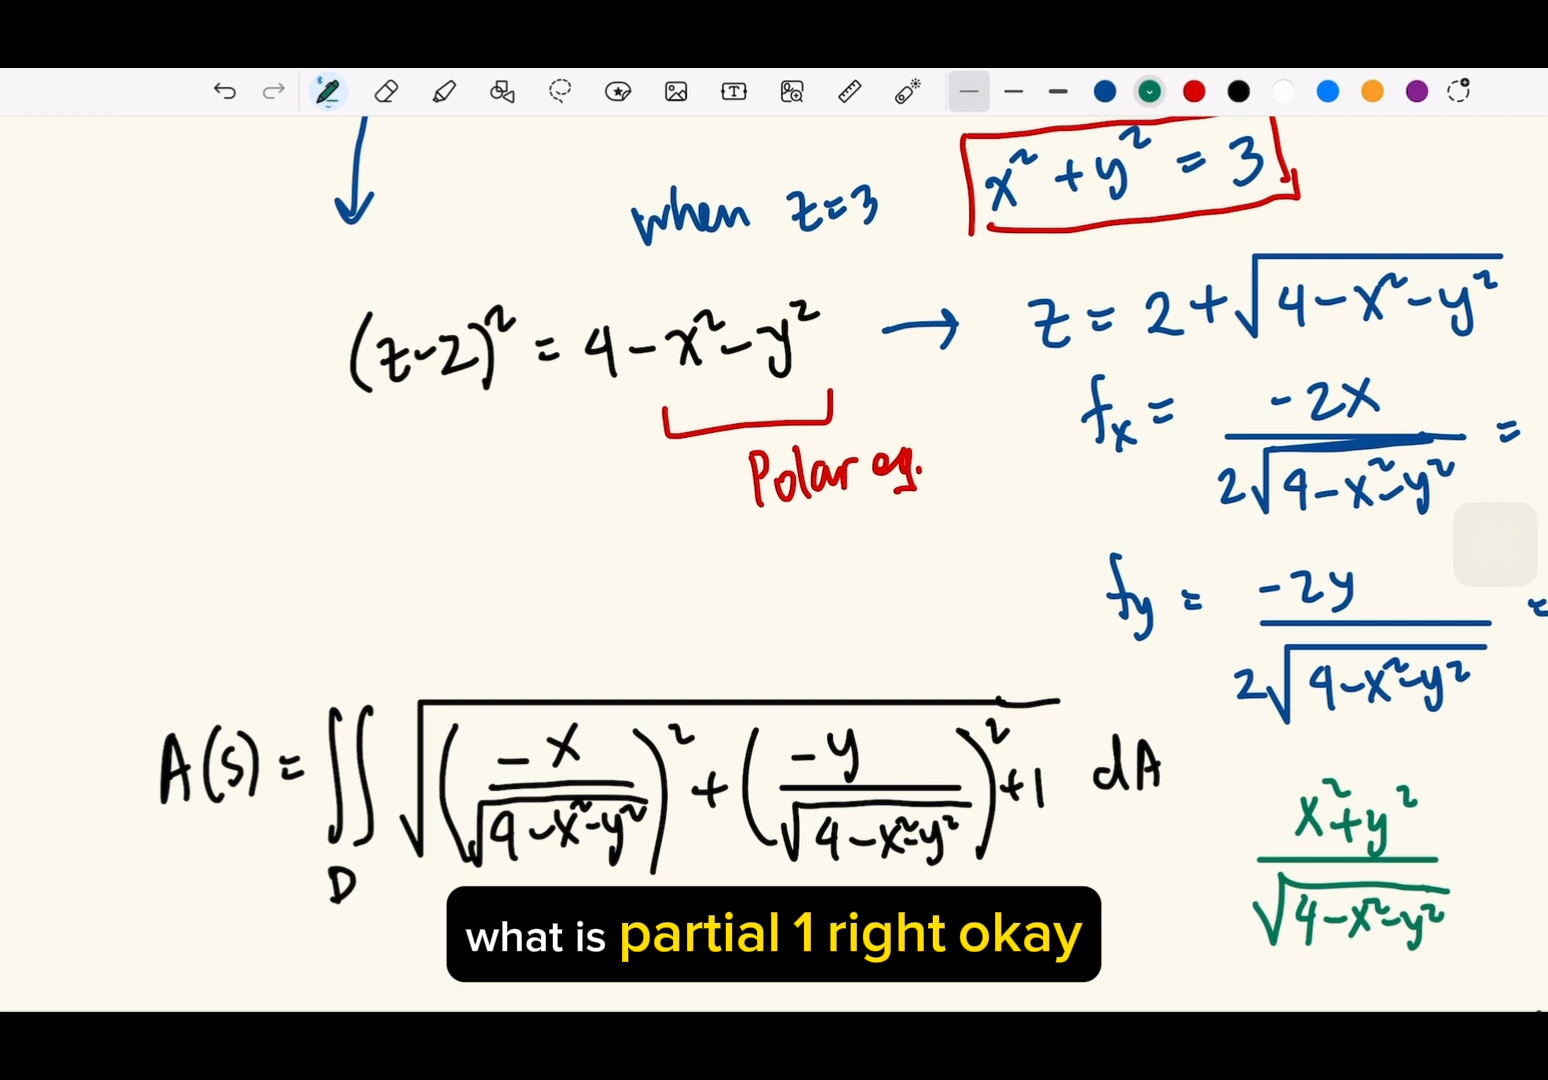 x² + y² = 3
when z=3
(z-2)² = 4-x²-y² → z = 2+√(4-x²-y²)
fx = -2x / 2√(4-x²-y²) =
Polar eq.
fy = -2y / 2√(4-x²-y²) =
A(S) = ∬D √((-x/√(4-x²-y²))² + (-y/√(4-x²-y²))² +1) dA
x²+y² / √(4-x²-y²)
what is partial 1 right okay